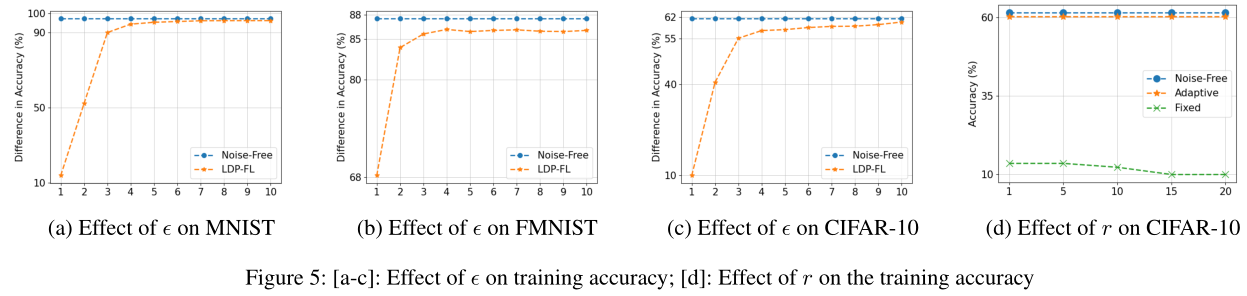 100
90
50
10
Difference in Accuracy (%)
Noise-Free
LDP-FL
1 2 3 4 5 6 7 8 9 10
(a) Effect of ϵ on MNIST
88
85
80
68
Difference in Accuracy (%)
Noise-Free
LDP-FL
1 2 3 4 5 6 7 8 9 10
(b) Effect of ϵ on FMNIST
62
55
40
10
Difference in Accuracy (%)
Noise-Free
LDP-FL
1 2 3 4 5 6 7 8 9 10
(c) Effect of ϵ on CIFAR-10
60
35
10
Accuracy (%)
Noise-Free
Adaptive
Fixed
1 5 10 15 20
(d) Effect of r on CIFAR-10
Figure 5: [a-c]: Effect of ϵ on training accuracy; [d]: Effect of r on the training accuracy